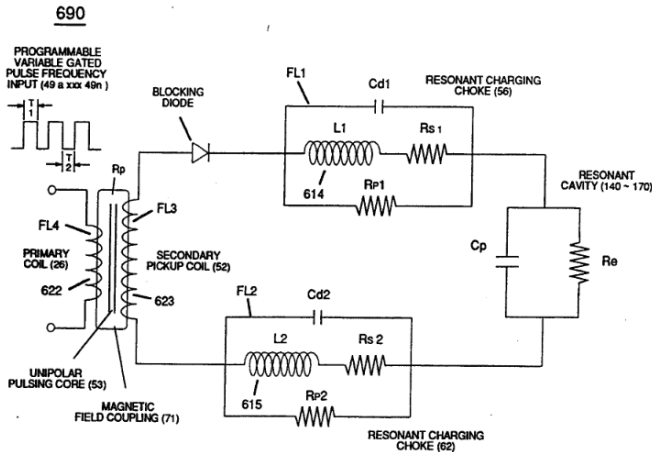 690
PROGRAMMABLE
VARIABLE GATED
PULSE FREQUENCY
INPUT (49 a xxx 49n)
T
1
T
2
BLOCKING
DIODE
FL1
Cd1
RESONANT CHARGING
CHOKE (56)
L1
Rs1
614
Rp1
Rp
FL4
FL3
PRIMARY
COIL (26)
SECONDARY
PICKUP COIL (52)
622
623
RESONANT
CAVITY (140 ~ 170)
Cp
Re
FL2
Cd2
L2
Rs2
615
Rp2
UNIPOLAR
PULSING CORE (53)
MAGNETIC
FIELD COUPLING (71)
RESONANT CHARGING
CHOKE (62)